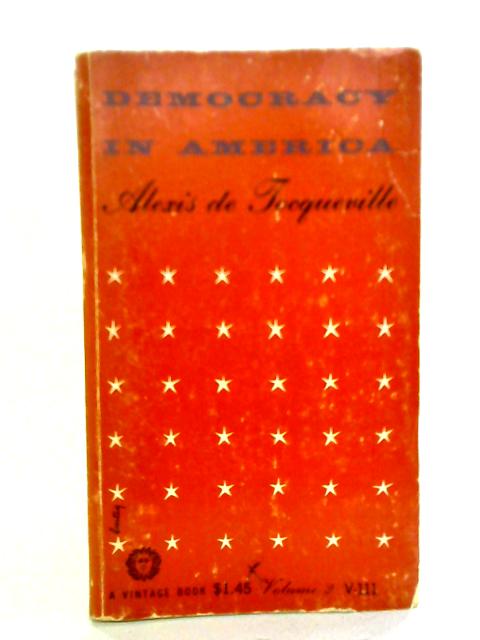 DEMOCRACY
IN AMERICA
Alexis de Tocqueville
A VINTAGE BOOK $1.45 Volume 2 V-111